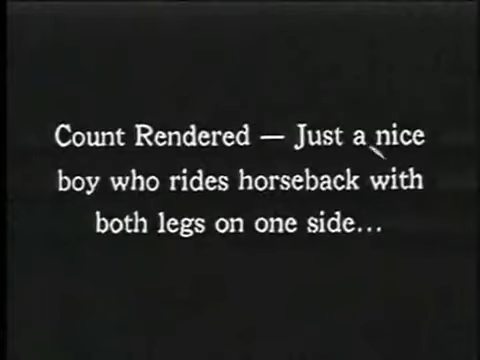 Count Rendered — Just a nice
boy who rides horseback with
both legs on one side...